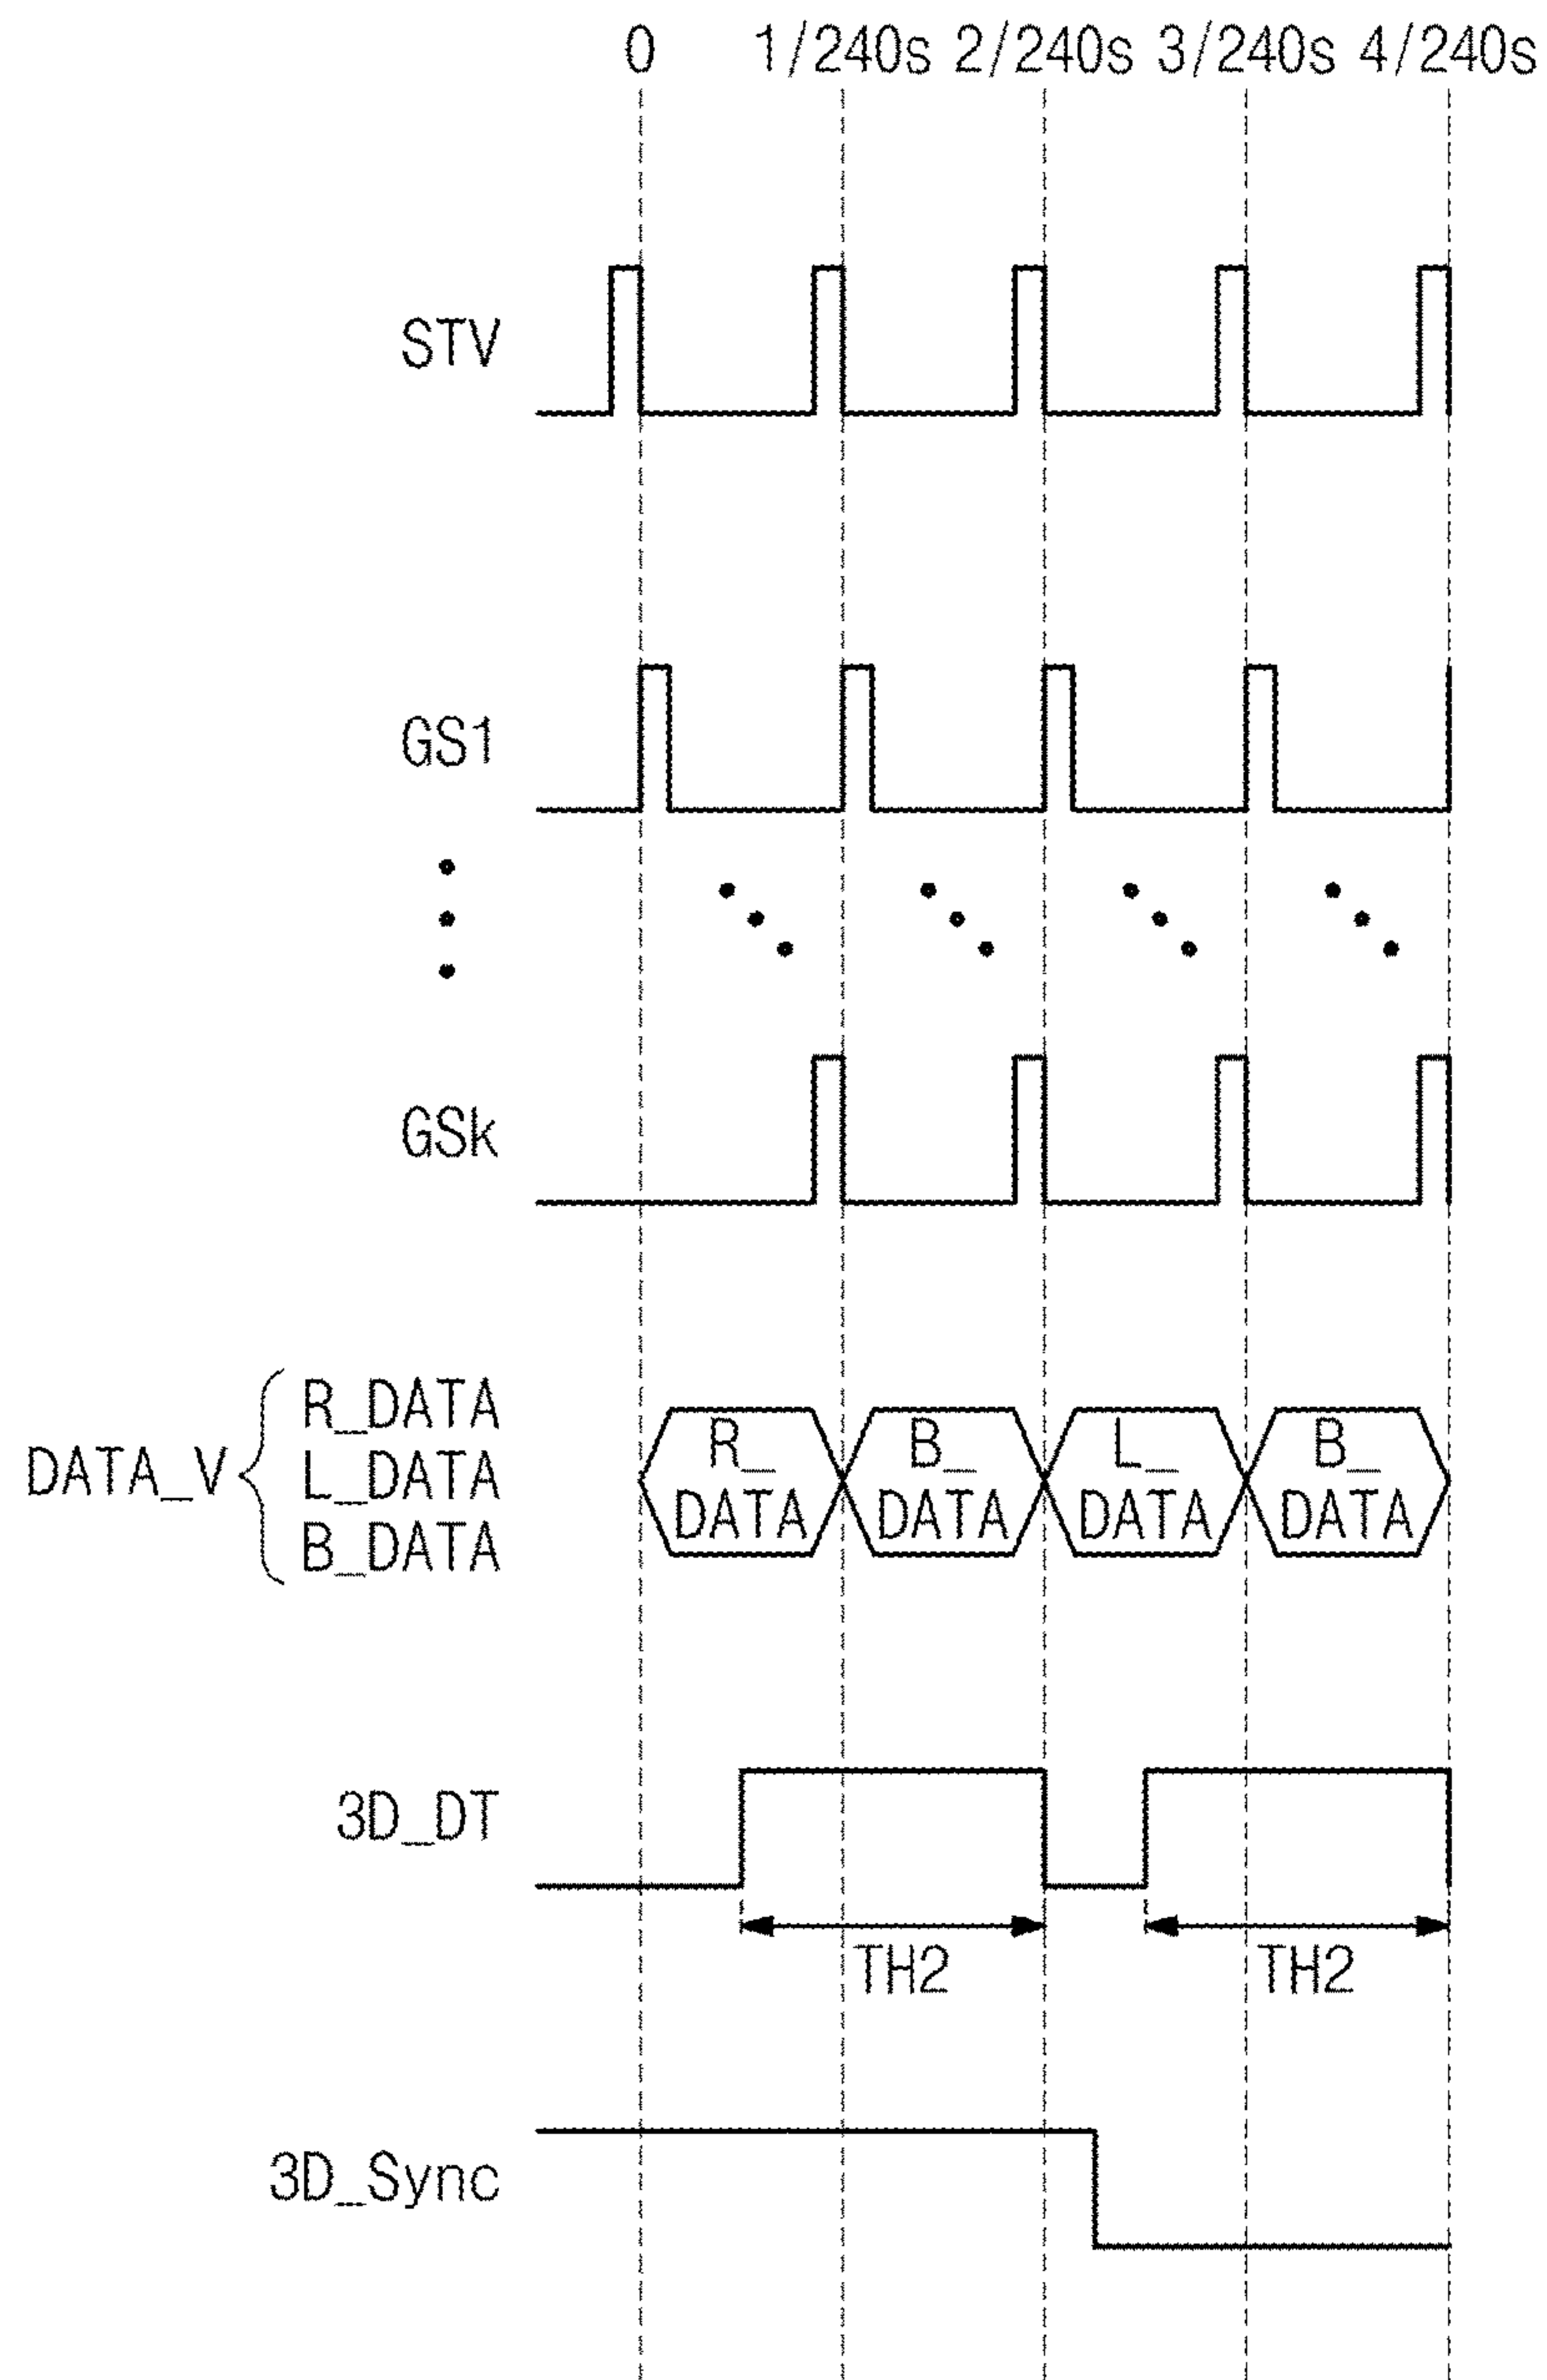 0 1/240s 2/240s 3/240s 4/240s
STV
GS1
GSk
DATA_V
R_DATA
L_DATA
B_DATA
R_
DATA
B_
DATA
L_
DATA
B_
DATA
3D_DT
TH2 TH2
3D_Sync